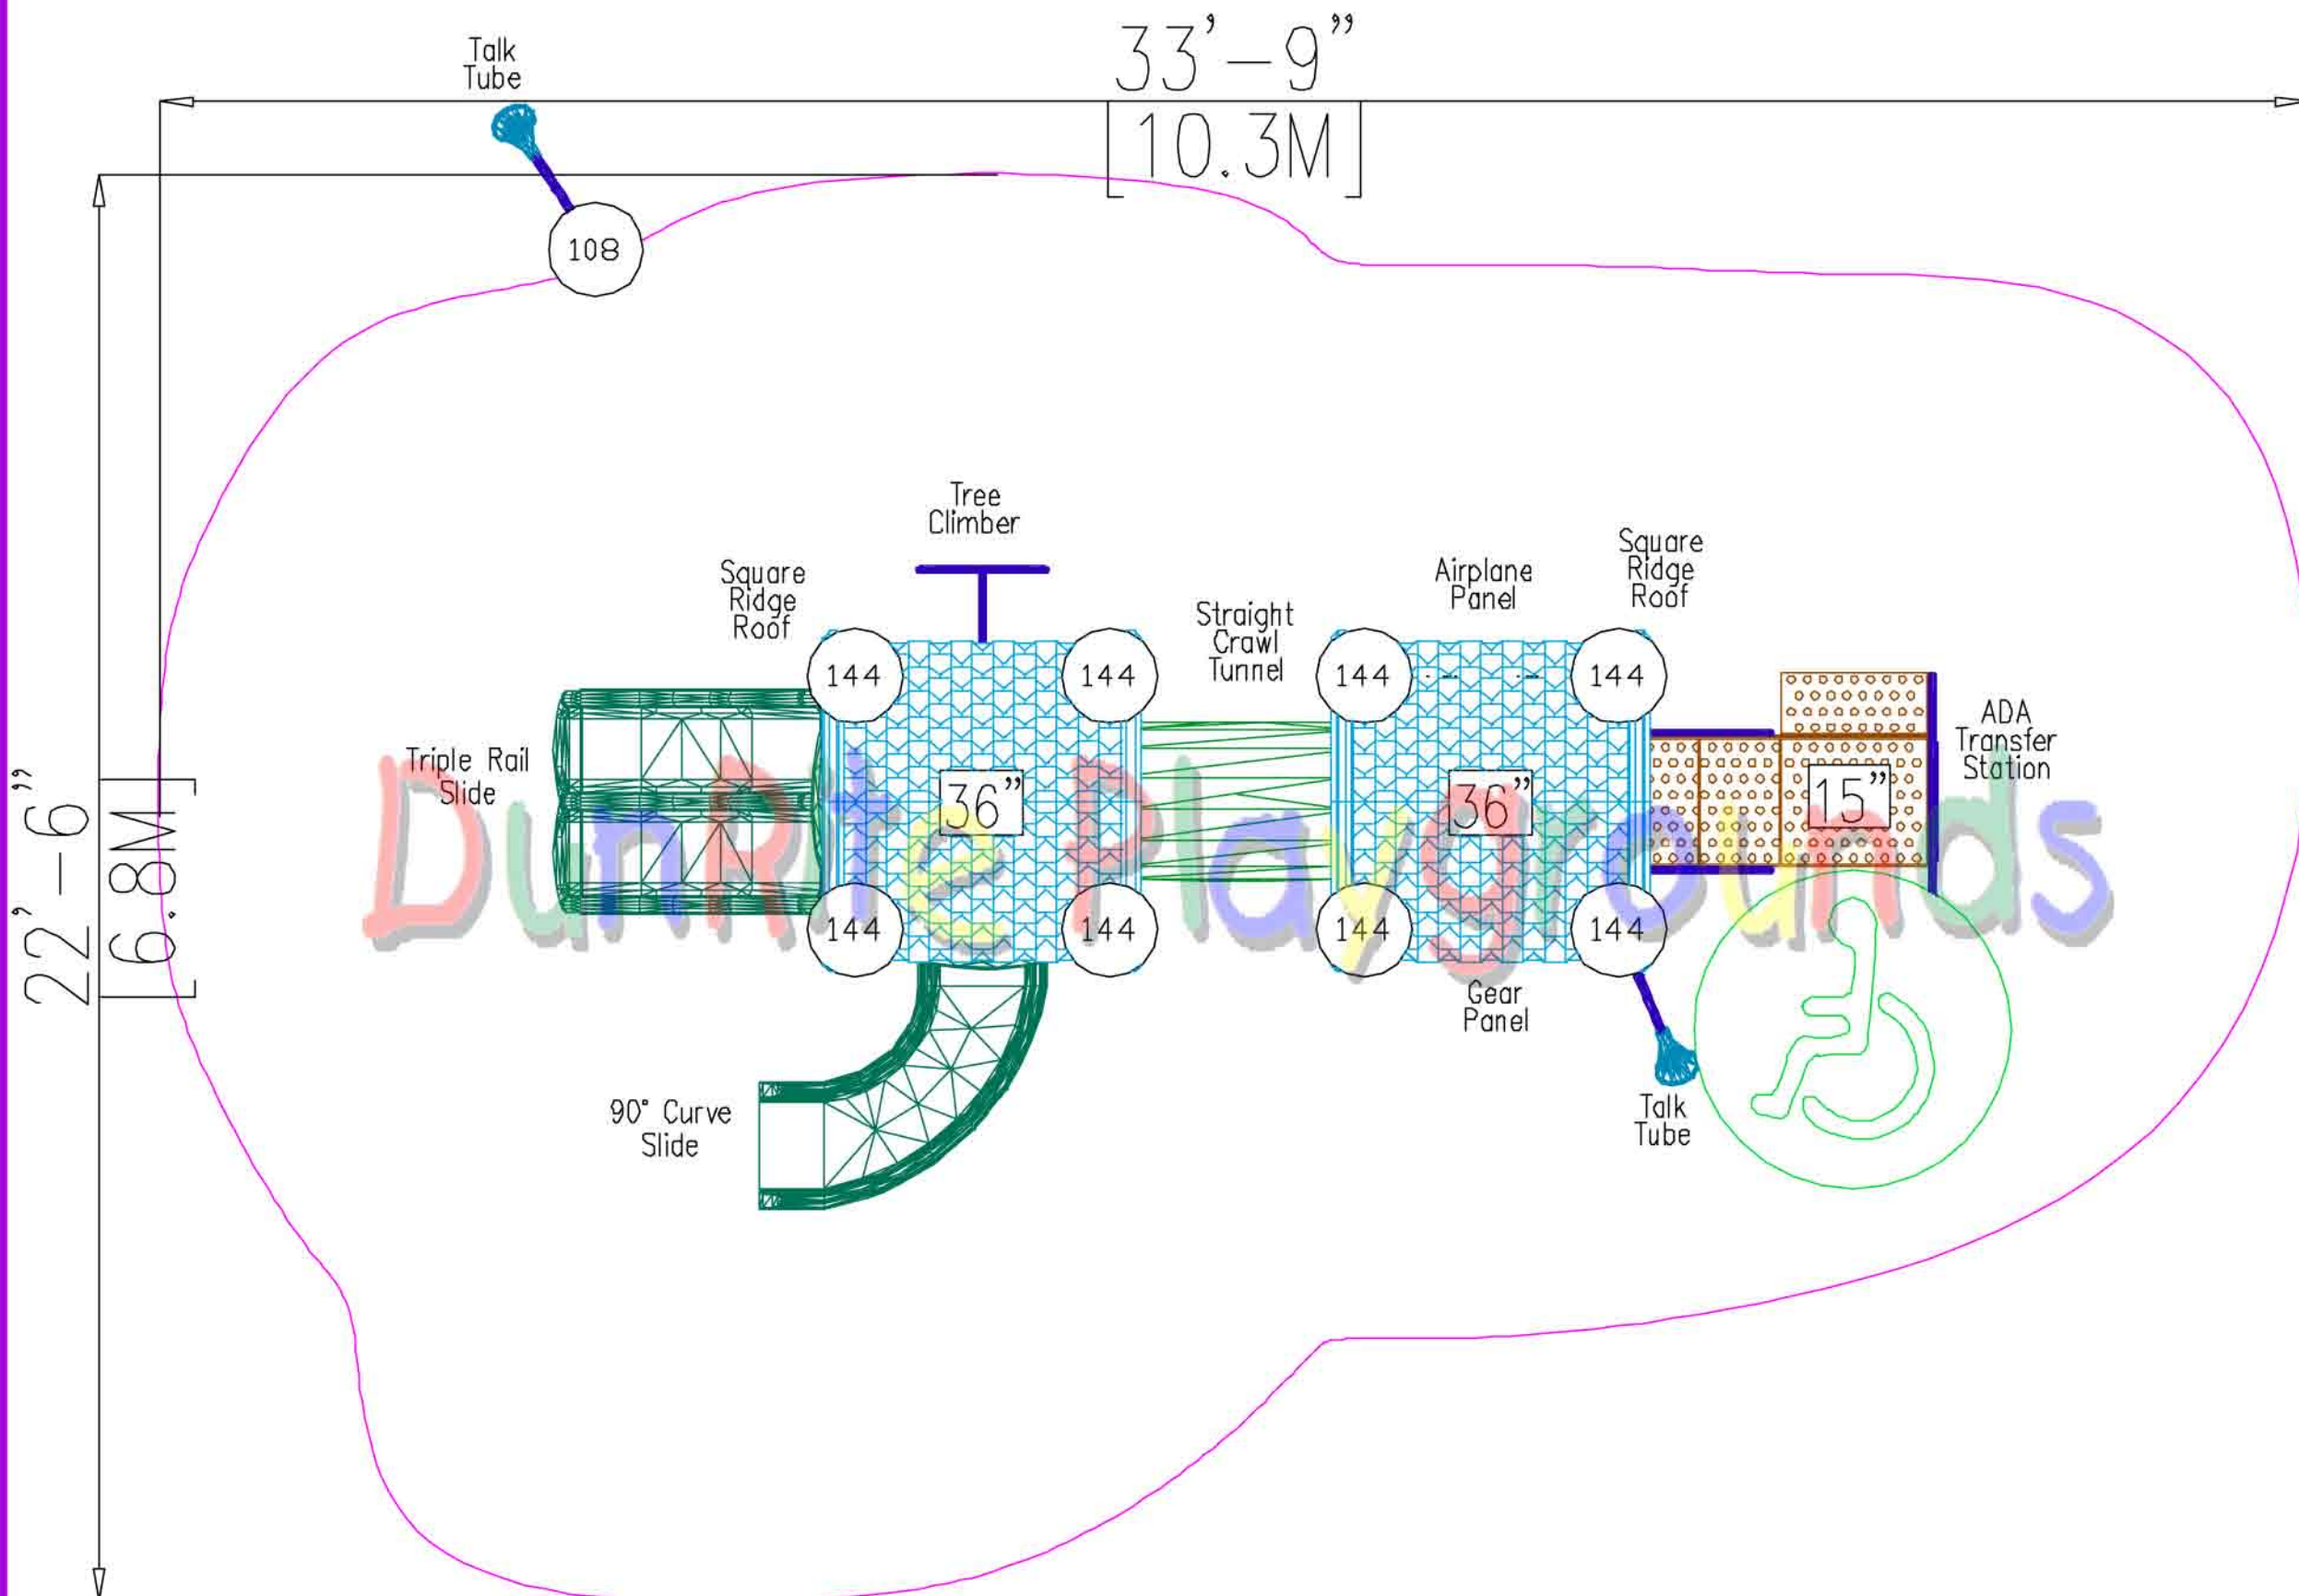 33’-9”
[10.3M]
Talk
Tube
108
Tree
Climber
Square
Ridge
Roof
Straight
Crawl
Tunnel
Airplane
Panel
Square
Ridge
Roof
144
144
144
144
Triple Rail
Slide
36”
36”
15”
ADA
Transfer
Station
22’-6”
[6.8M]
DunRite Playgrounds
144
144
144
144
Gear
Panel
90° Curve
Slide
Talk
Tube